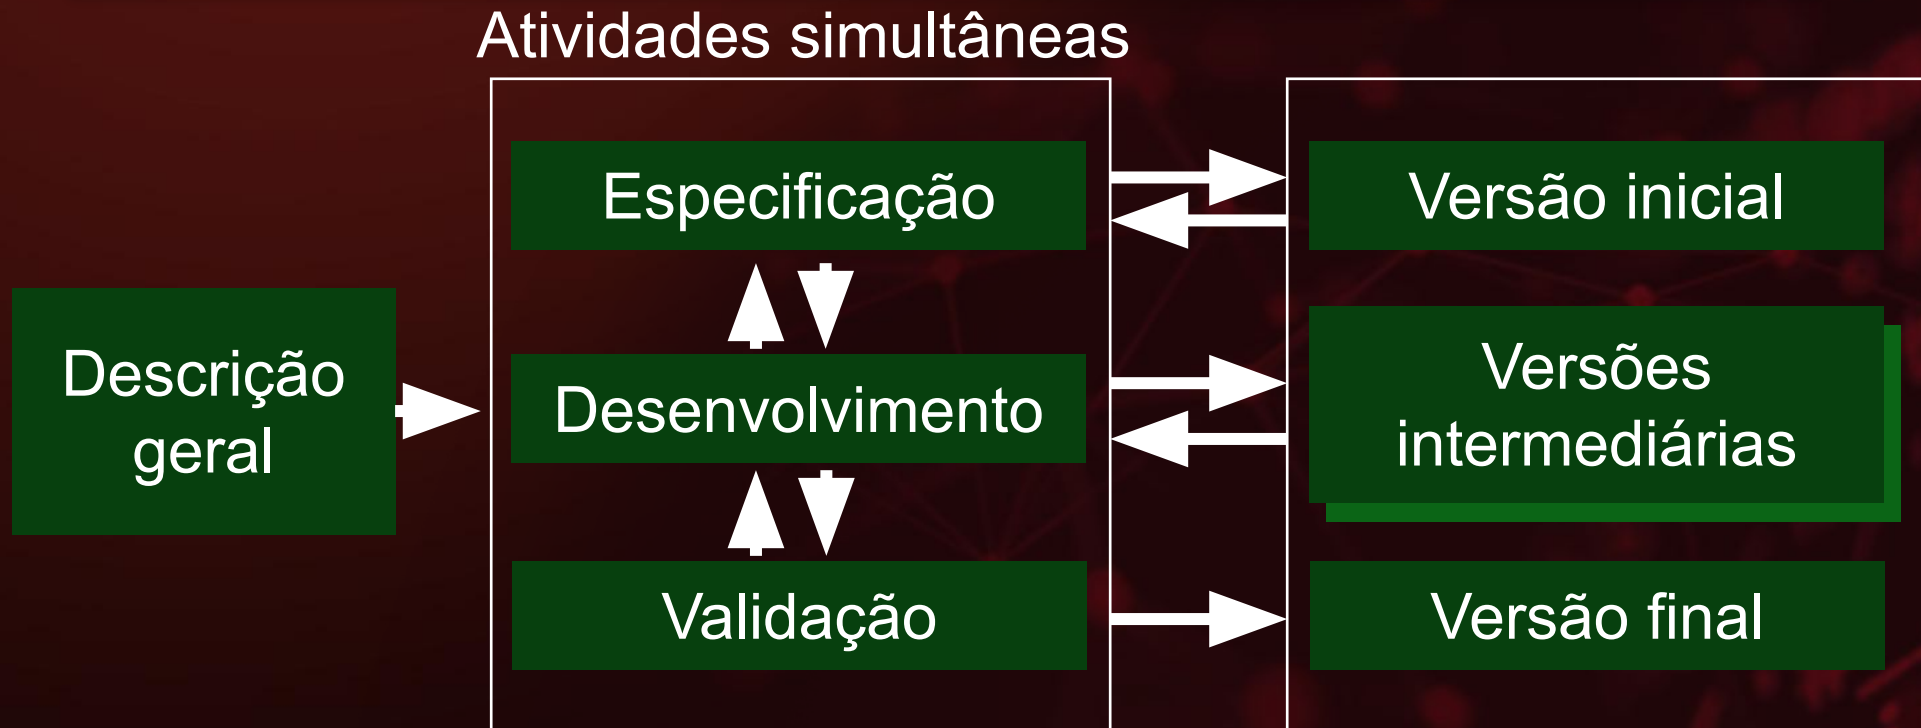 Atividades simultâneas
Descrição
geral
Especificação
Desenvolvimento
Validação
Versão inicial
Versões
intermediárias
Versão final